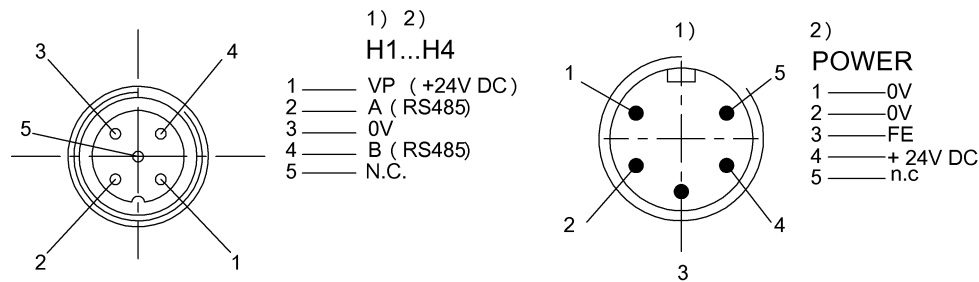 1) 2)
H1...H4
3
4
5
2
1
1 VP (+24V DC)
2 A (RS485)
3 0V
4 B (RS485)
5 N.C.
1)
1
5
2
4
3
2)
POWER
1 0V
2 0V
3 FE
4 + 24V DC
5 n.c